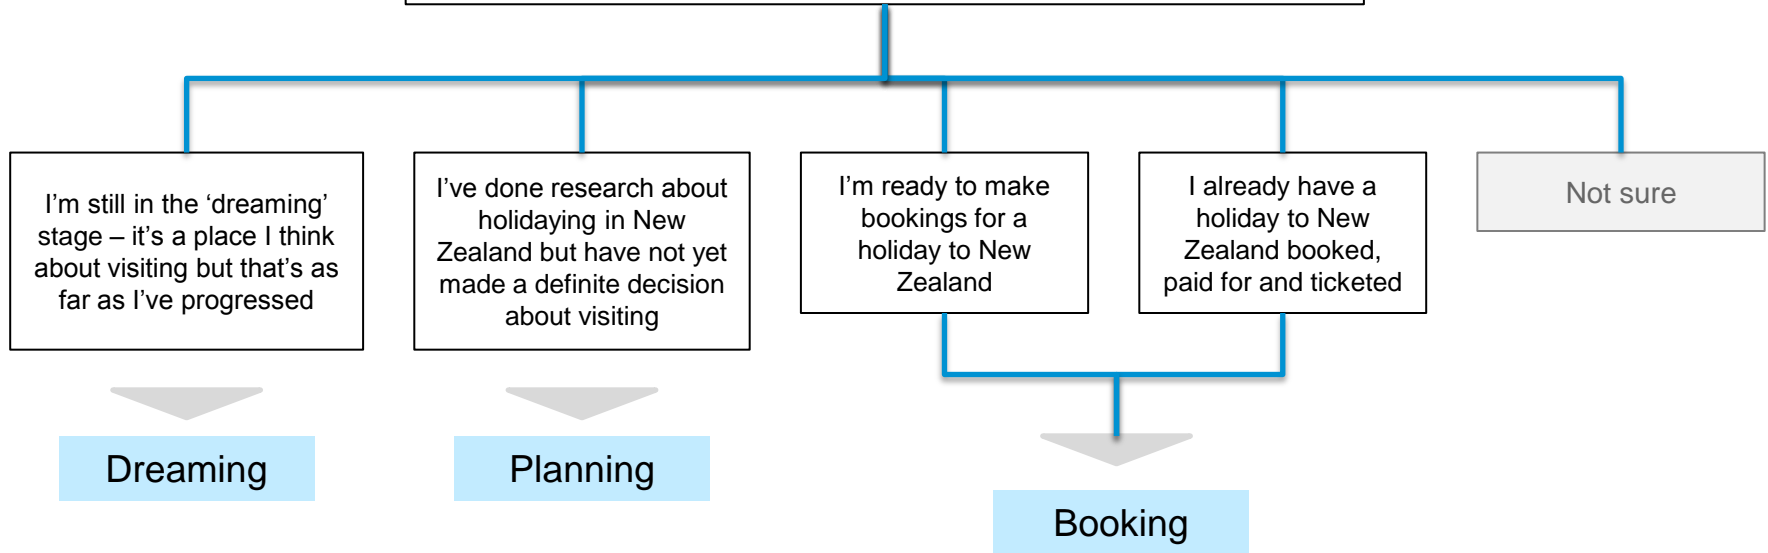 I'm still in the ‘dreaming’
stage – it's a place I think
about visiting but that's as
far as I've progressed
I've done research about
holidaying in New
Zealand but have not yet
made a definite decision
about visiting
I'm ready to make
bookings for a
holiday to New
Zealand
I already have a
holiday to New
Zealand booked,
paid for and ticketed
Not sure
Dreaming
Planning
Booking